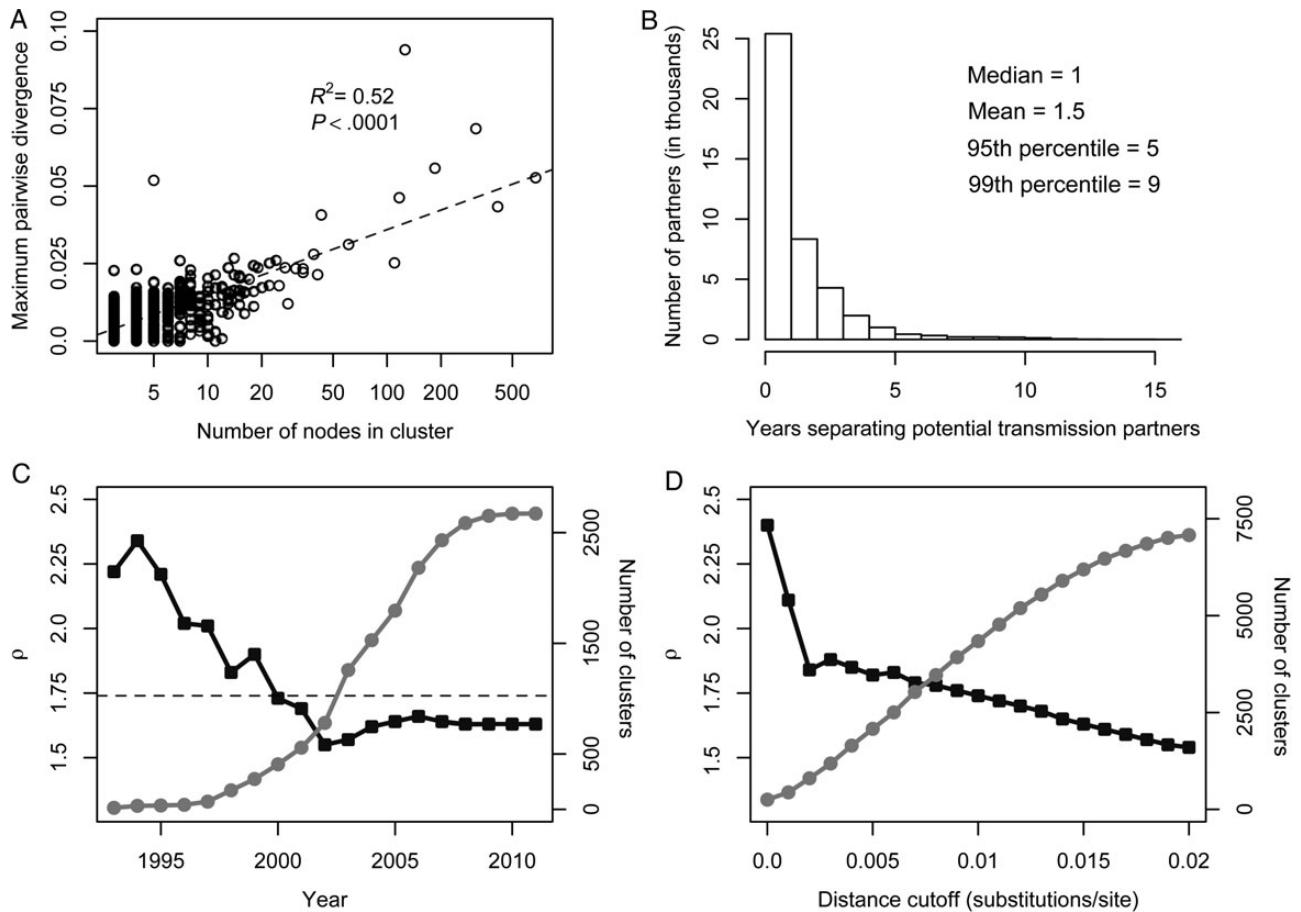 A
Maximum pairwise divergence
0.10
0.075
0.05
0.025
0.0
R2= 0.52
P < .0001
5 10 20 50 100 200 500
Number of nodes in cluster
B
Number of partners (in thousands)
25
20
15
10
5
0
Median = 1
Mean = 1.5
95th percentile = 5
99th percentile = 9
0 5 10 15
Years separating potential transmission partners
C
ρ
2.5
2.25
2.0
1.75
1.5
2500
1500
500
0
Number of clusters
1995 2000 2005 2010
Year
D
ρ
2.5
2.25
2.0
1.75
1.5
7500
5000
2500
0
Number of clusters
0.0 0.005 0.01 0.015 0.02
Distance cutoff (substitutions/site)